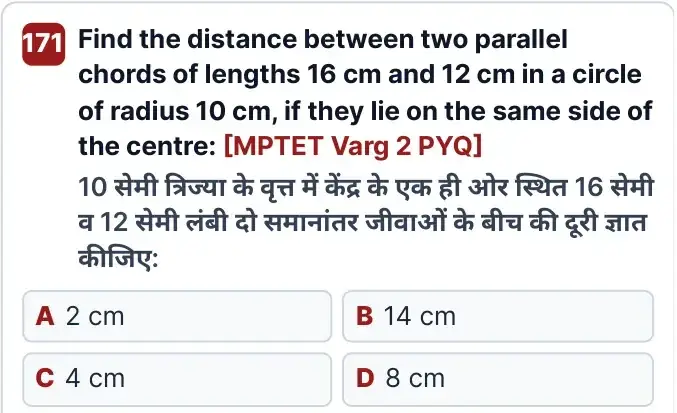 171 Find the distance between two parallel
chords of lengths 16 cm and 12 cm in a circle
of radius 10 cm, if they lie on the same side of
the centre: [MPTET Varg 2 PYQ]
10 सेमी त्रिज्या के वृत्त में केंद्र के एक ही ओर स्थित 16 सेमी
व 12 सेमी लंबी दो समानांतर जीवाओं के बीच की दूरी ज्ञात
कीजिए:
A 2 cm
B 14 cm
C 4 cm
D 8 cm